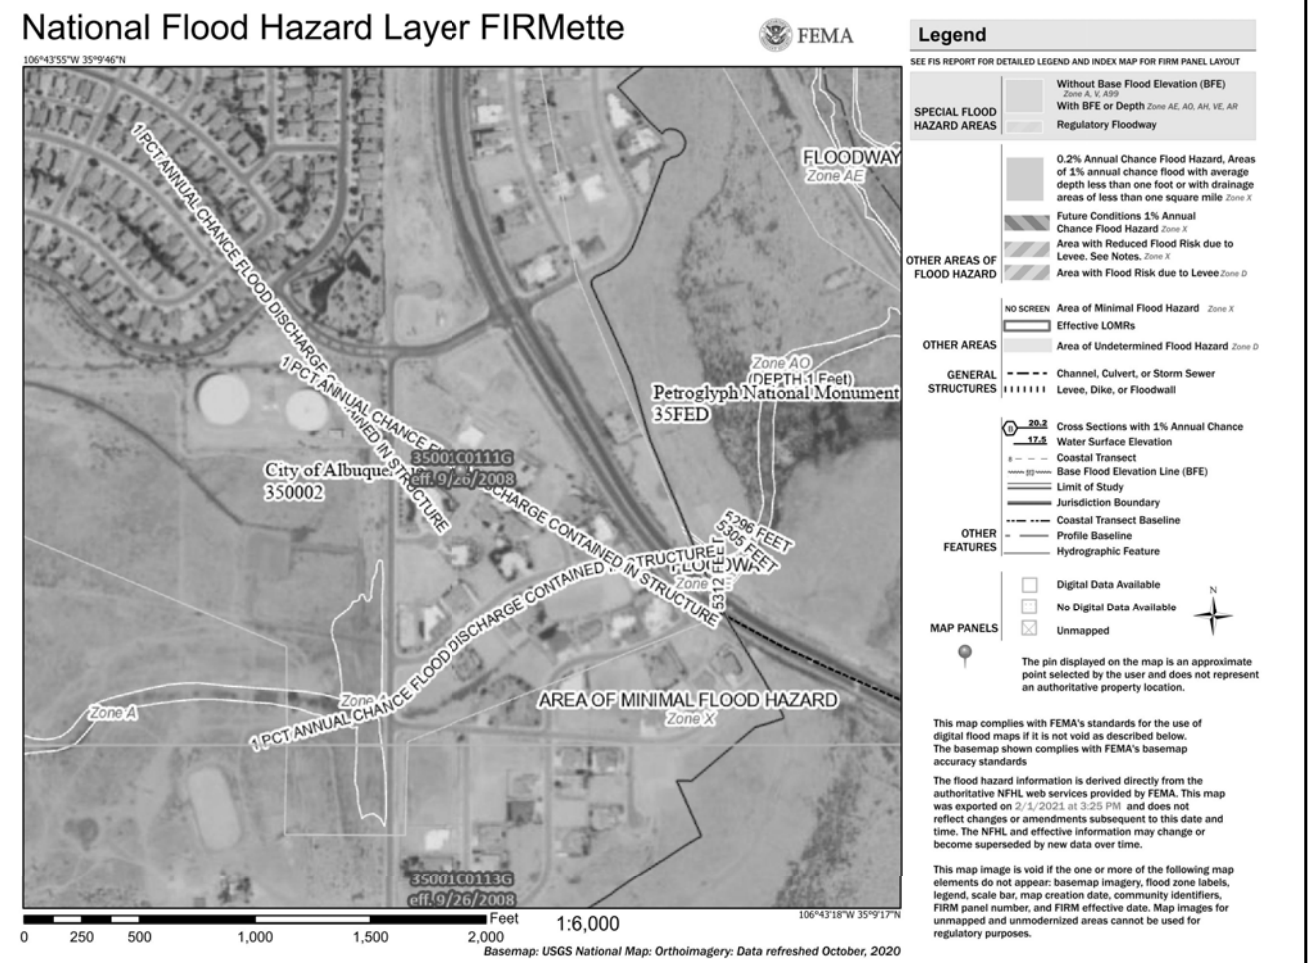 National Flood Hazard Layer FIRMette
FEMA
106°43'55"W 35°9'46"N
1 PCT ANNUAL CHANCE FLOOD DISCHARGE
AINED IN STRUCTURE
1 PCT ANNUAL CHANCE
CHARGE CONTAINED IN STRUCTURE
1 PCT ANNUAL CHANCE FLOOD DISCHARGE CONTAINED
STRUCTURE
FLOODWAY
Zone AE
Zone AO
(DEPTH 1 Feet)
Petroglyph National Monument
35FED
City of Albuque
350002
35001C0111G
eff. 9/26/2008
5296 FEET
5305 FEET
5312 FEET
Zone
Zone A
Zone
AREA OF MINIMAL FLOOD HAZARD
Zone X
35001C0113G
eff. 9/26/2008
106°43'18"W 35°9'17"N
0 250 500 1,000 1,500 2,000
Feet
1:6,000
Basemap: USGS National Map: Orthoimagery: Data refreshed October, 2020
Legend
SEE FIS REPORT FOR DETAILED LEGEND AND INDEX MAP FOR FIRM PANEL LAYOUT
SPECIAL FLOOD
HAZARD AREAS
Without Base Flood Elevation (BFE)
Zone A, V, A99
With BFE or Depth Zone AE, AO, AH, VE, AR
Regulatory Floodway
0.2% Annual Chance Flood Hazard, Areas
of 1% annual chance flood with average
depth less than one foot or with drainage
areas of less than one square mile Zone X
Future Conditions 1% Annual
Chance Flood Hazard Zone X
Area with Reduced Flood Risk due to
Levee. See Notes. Zone X
Area with Flood Risk due to Levee Zone D
OTHER AREAS OF
FLOOD HAZARD
NO SCREEN Area of Minimal Flood Hazard Zone X
Effective LOMRs
OTHER AREAS
Area of Undetermined Flood Hazard Zone D
GENERAL
STRUCTURES
Channel, Culvert, or Storm Sewer
Levee, Dike, or Floodwall
B 20.2 Cross Sections with 1% Annual Chance
17.5 Water Surface Elevation
8 Coastal Transect
Base Flood Elevation Line (BFE)
Limit of Study
Jurisdiction Boundary
Coastal Transect Baseline
OTHER
FEATURES
Profile Baseline
Hydrographic Feature
Digital Data Available
No Digital Data Available
MAP PANELS
Unmapped
N
The pin displayed on the map is an approximate
point selected by the user and does not represent
an authoritative property location.
This map complies with FEMA's standards for the use of
digital flood maps if it is not void as described below.
The basemap shown complies with FEMA's basemap
accuracy standards
The flood hazard information is derived directly from the
authoritative NFHL web services provided by FEMA. This map
was exported on 2/1/2021 at 3:25 PM and does not
reflect changes or amendments subsequent to this date and
time. The NFHL and effective information may change or
become superseded by new data over time.
This map image is void if the one or more of the following map
elements do not appear: basemap imagery, flood zone labels,
legend, scale bar, map creation date, community identifiers,
FIRM panel number, and FIRM effective date. Map images for
unmapped and unmodernized areas cannot be used for
regulatory purposes.